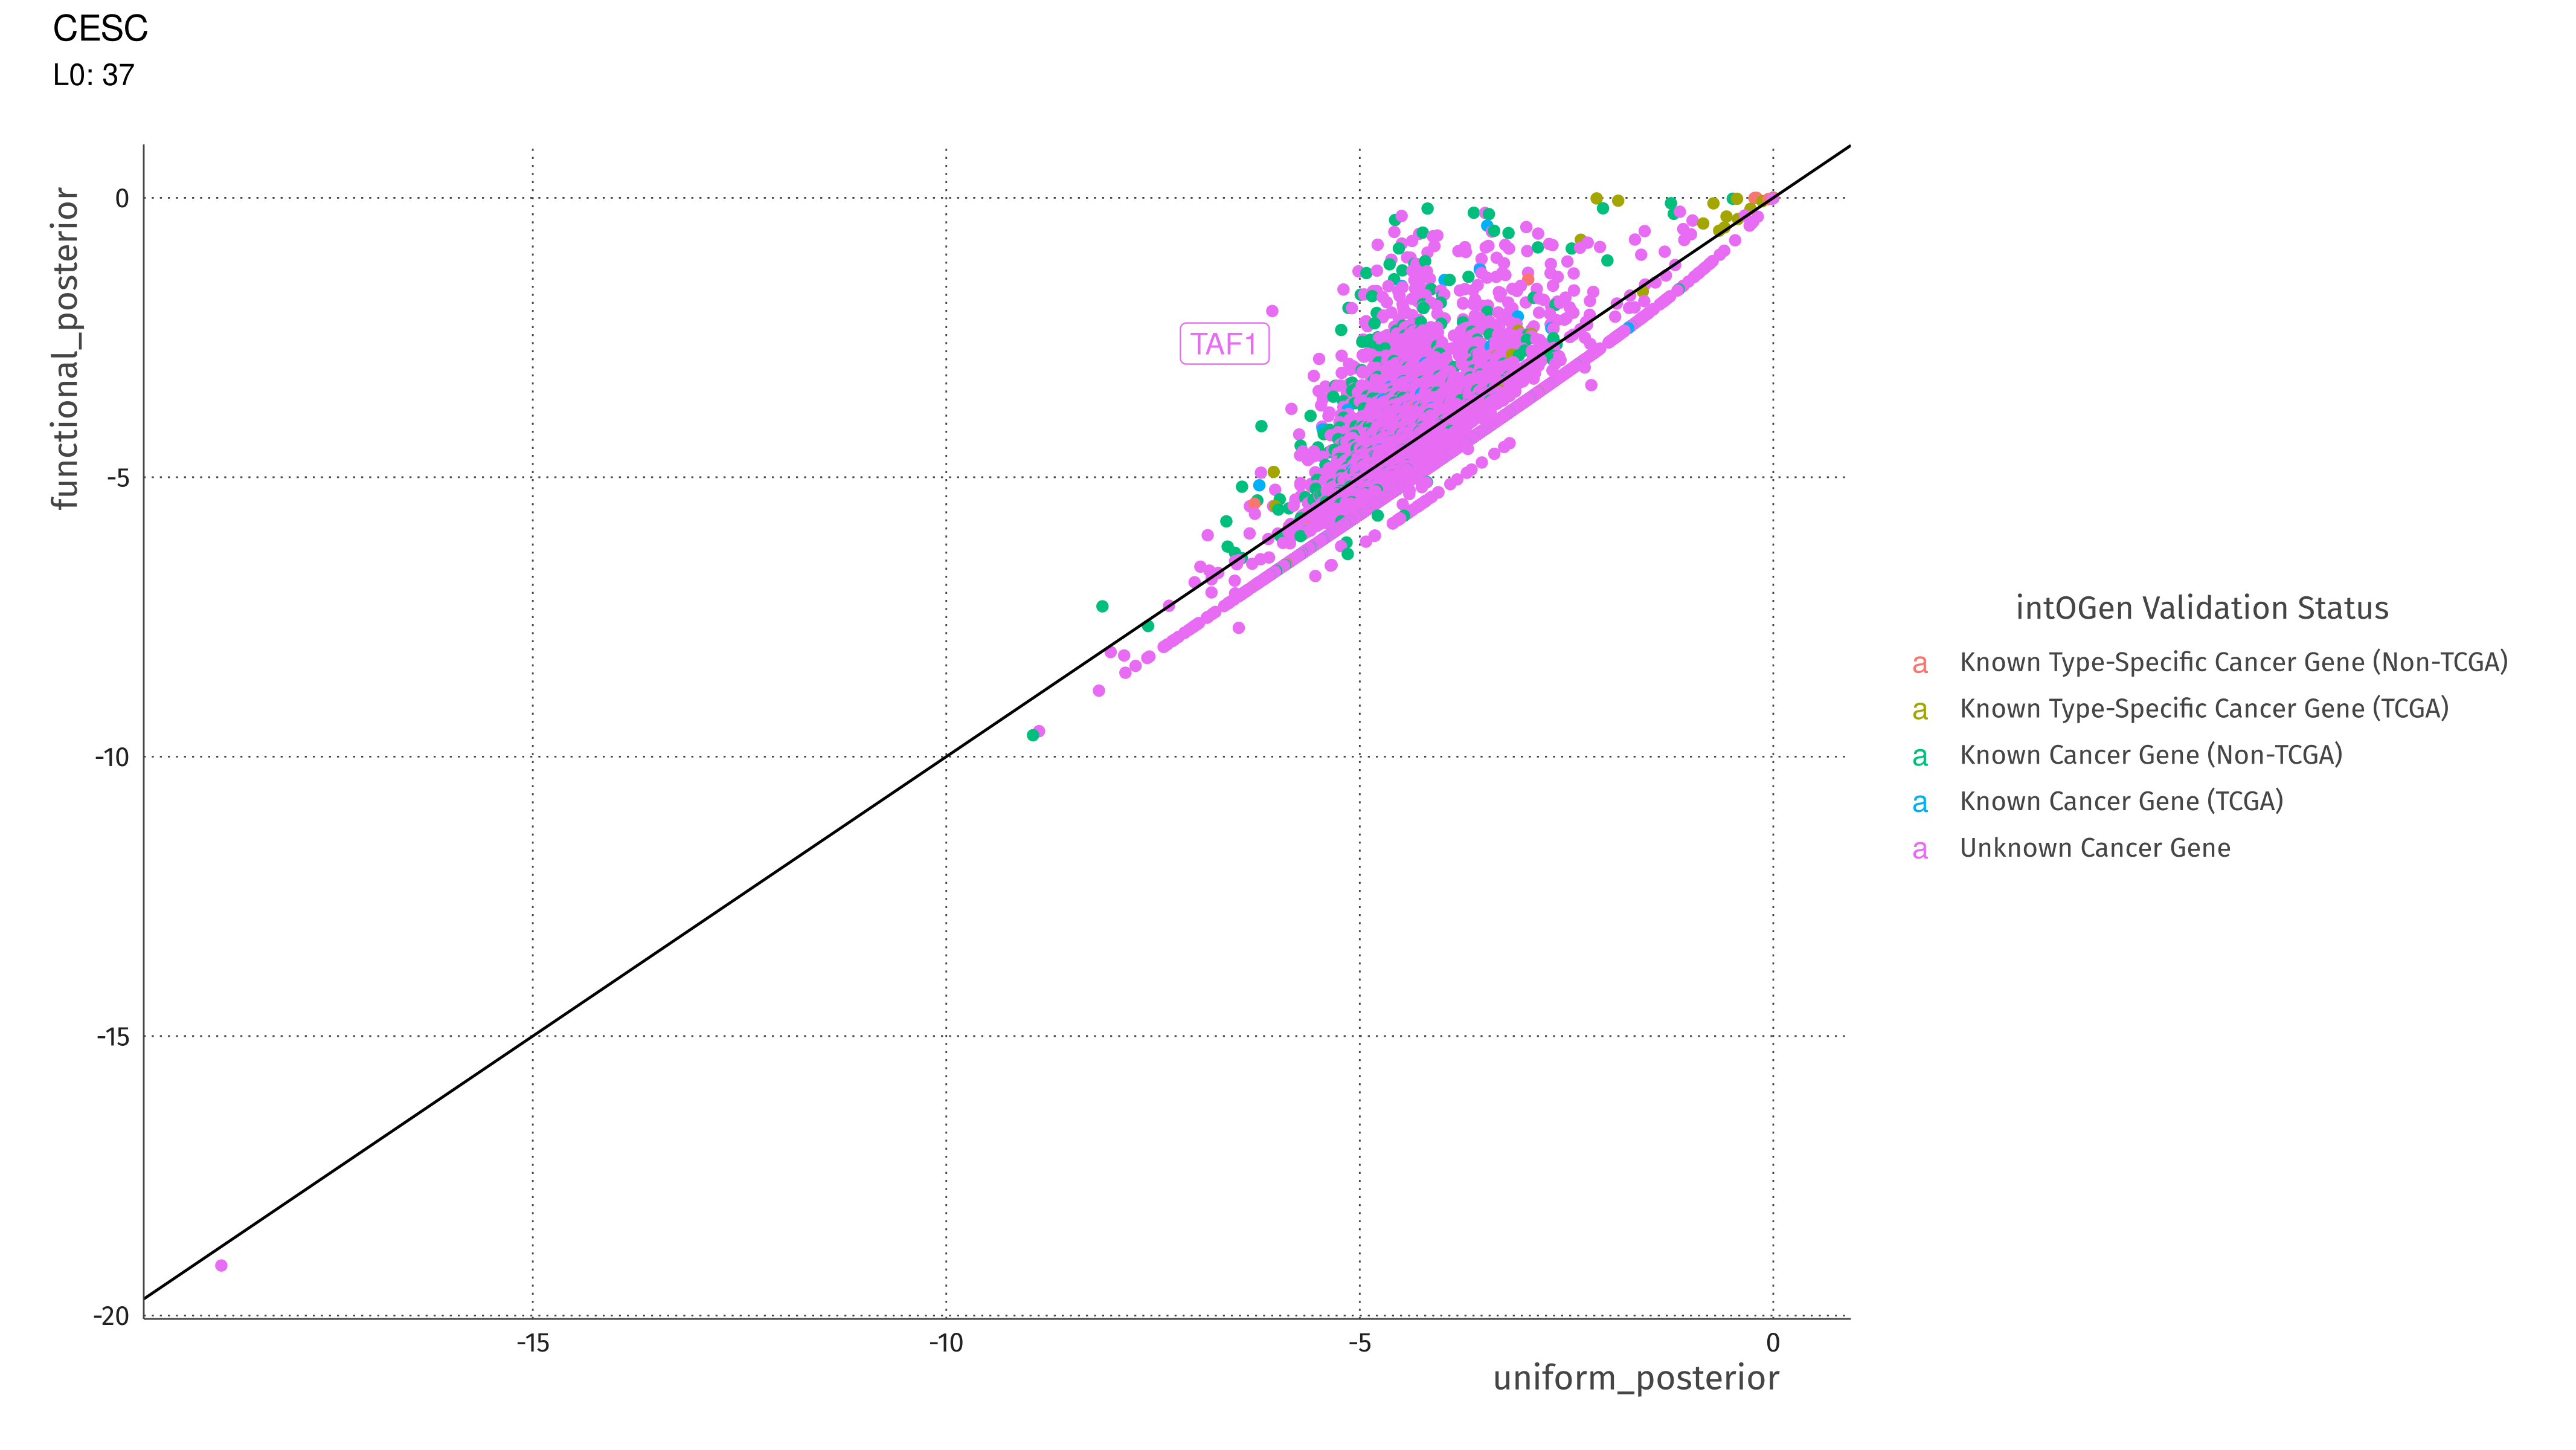 CESC
L0: 37
functional_posterior
0
-5
-10
-15
-20
TAF1
-15
-10
-5
0
uniform_posterior
intOGen Validation Status
a Known Type-Specific Cancer Gene (Non-TCGA)
a Known Type-Specific Cancer Gene (TCGA)
a Known Cancer Gene (Non-TCGA)
a Known Cancer Gene (TCGA)
a Unknown Cancer Gene